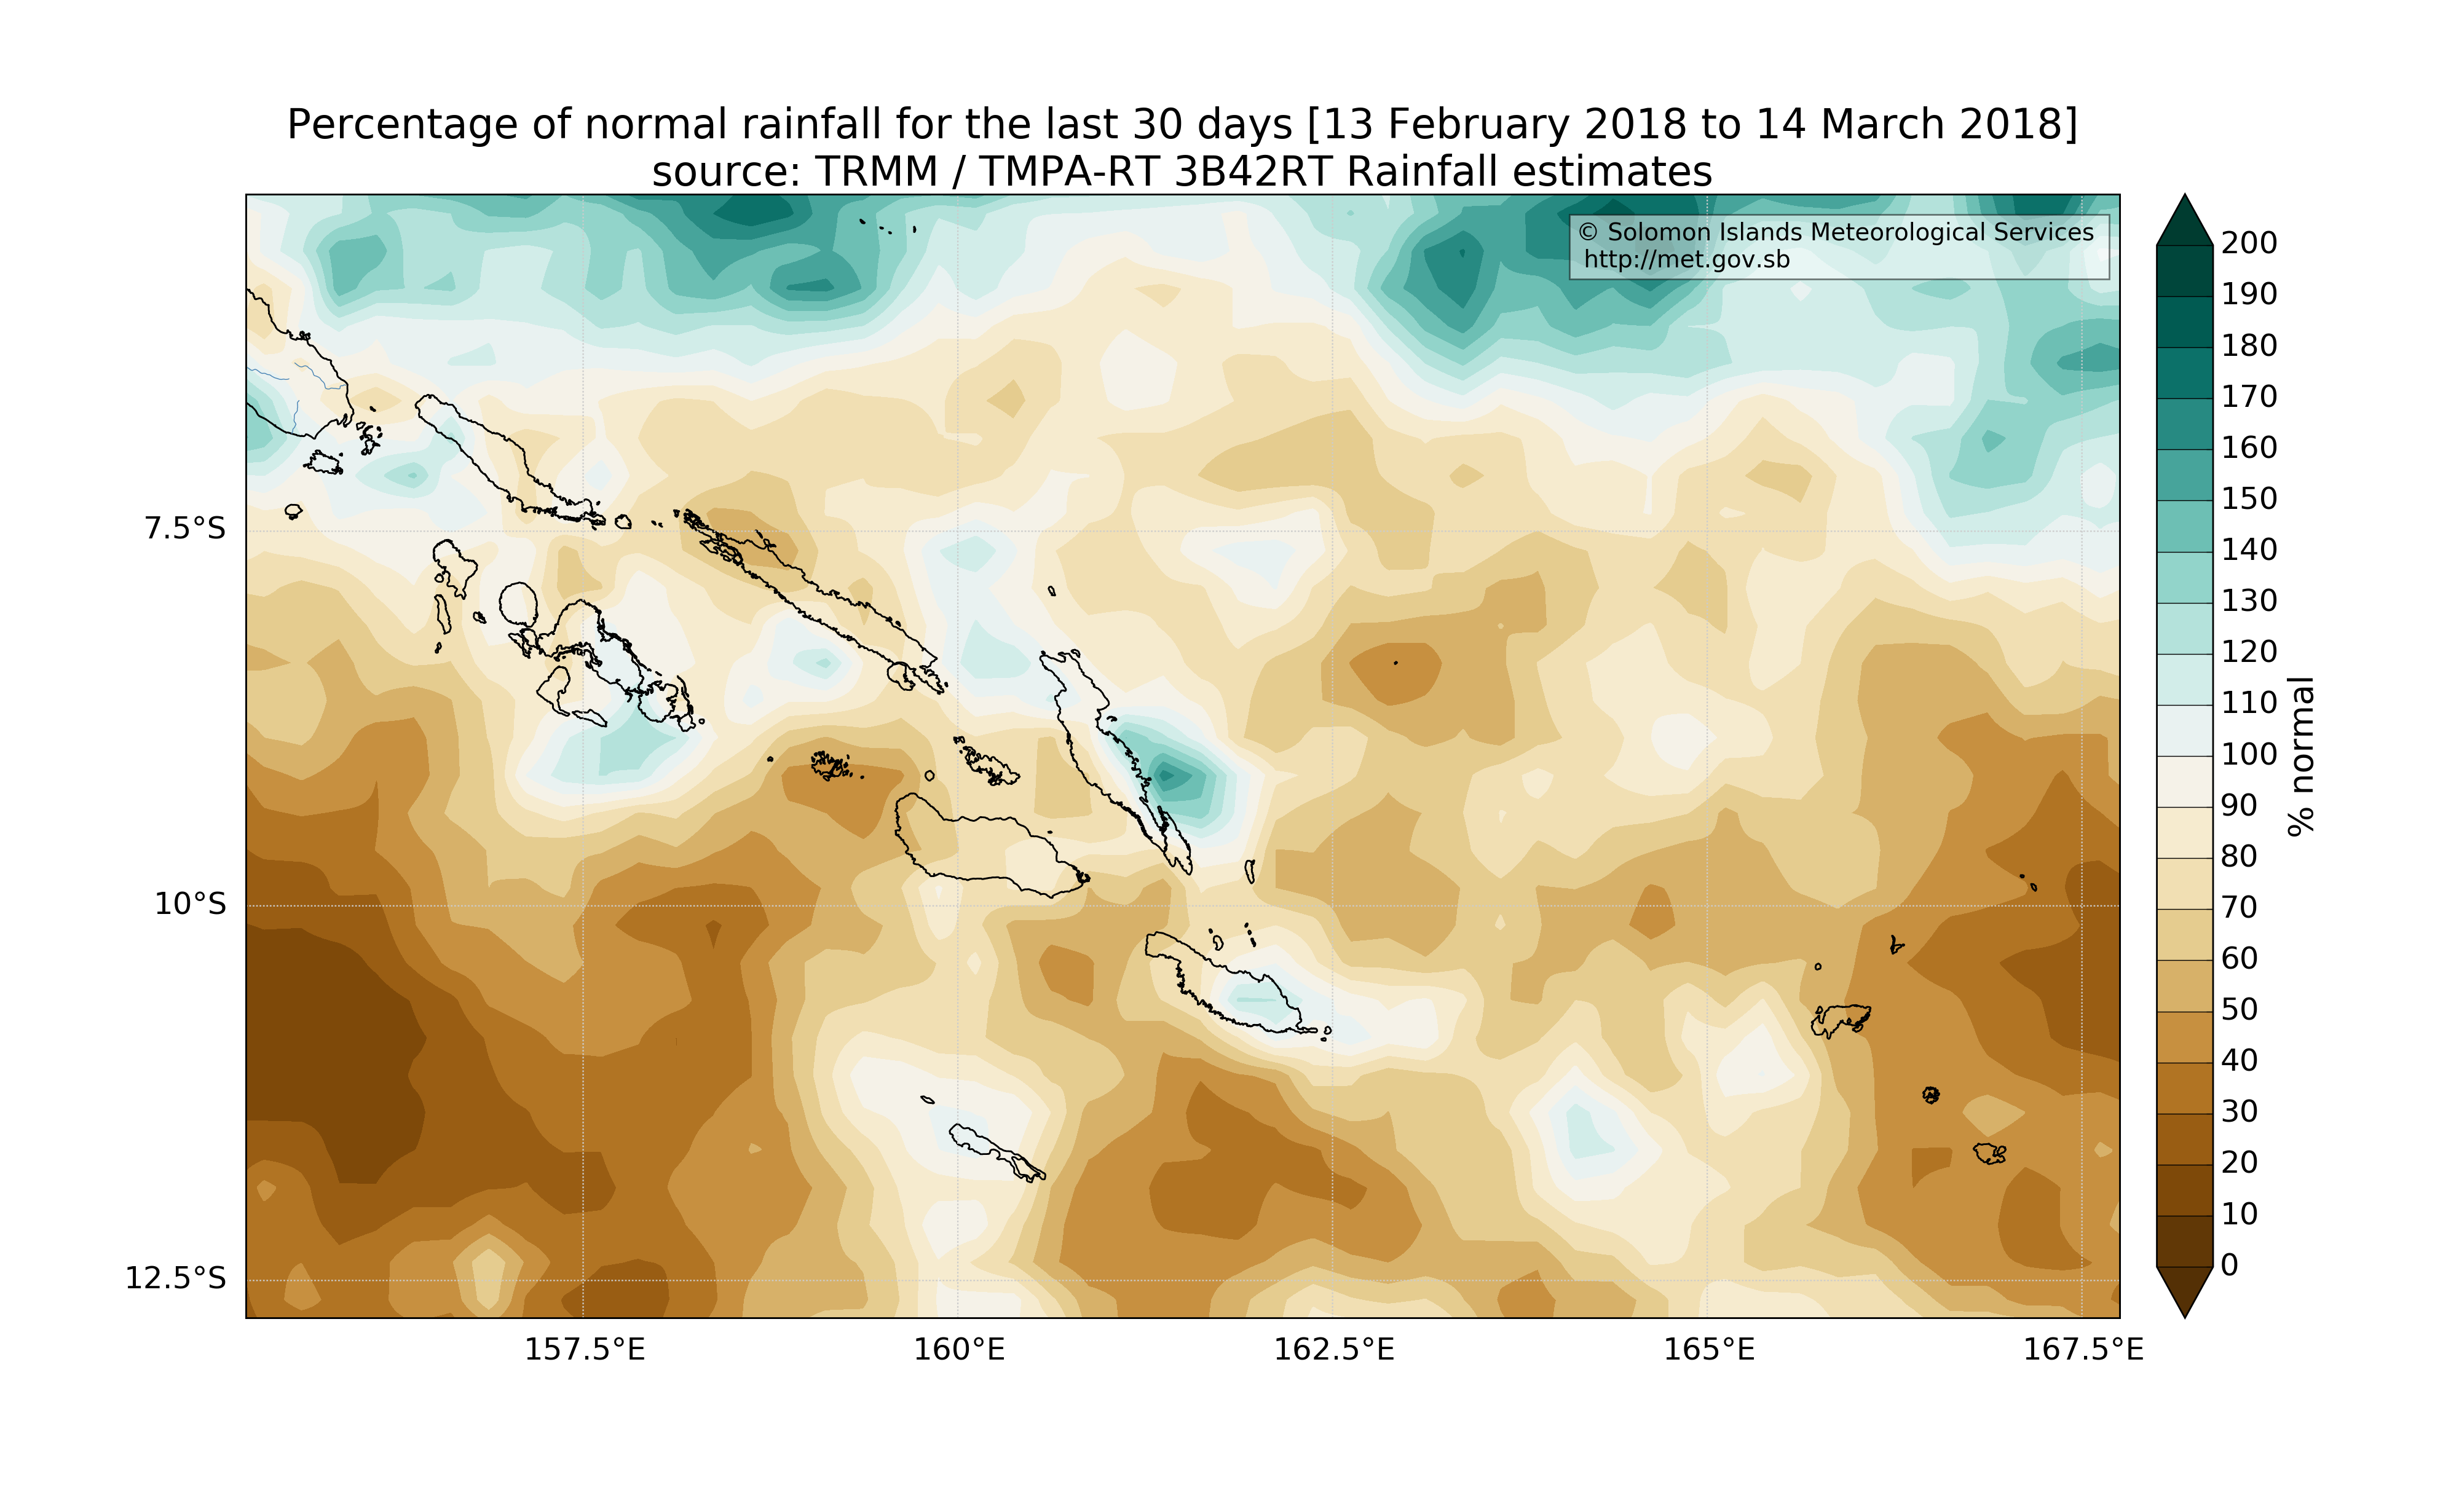 Percentage of normal rainfall for the last 30 days [13 February 2018 to 14 March 2018]
source: TRMM / TMPA-RT 3B42RT Rainfall estimates
© Solomon Islands Meteorological Services
http://met.gov.sb
7.5°S
10°S
12.5°S
157.5°E
160°E
162.5°E
165°E
167.5°E
200
190
180
170
160
150
140
130
120
110
100
90
80
70
60
50
40
30
20
10
0
% normal